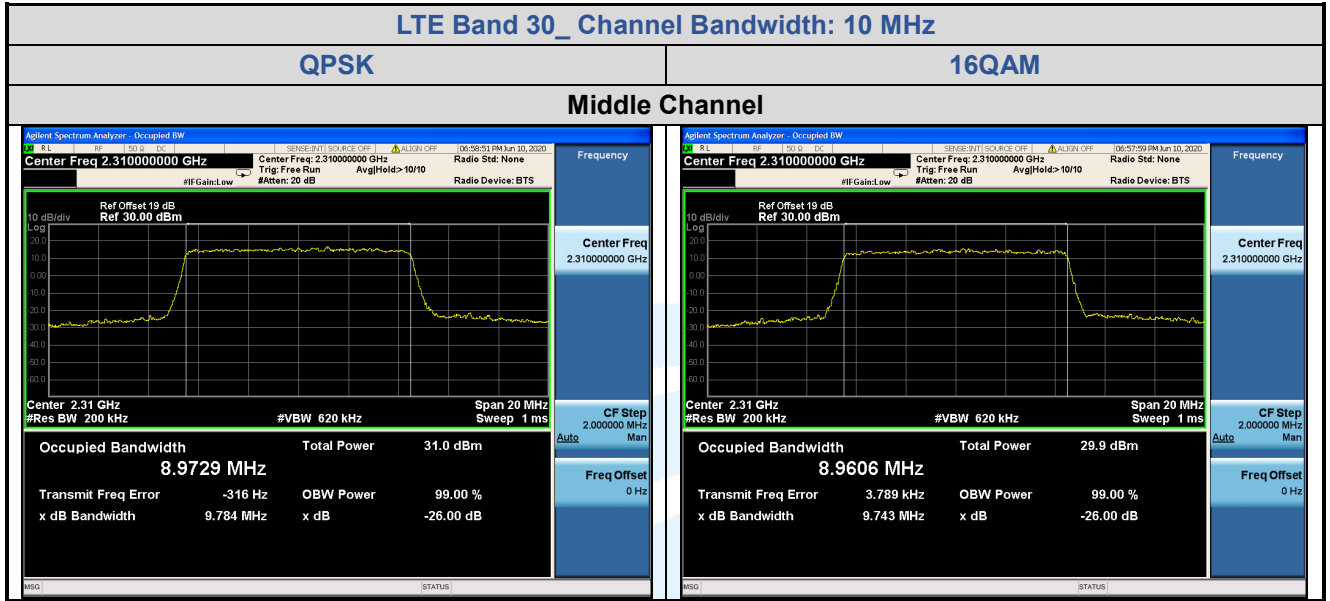 LTE Band 30_ Channel Bandwidth: 10 MHz
QPSK
16QAM
Middle Channel
Agilent Spectrum Analyzer - Occupied BW
RL RF 50 Ω DC SENSE:INT SOURCE OFF ALIGN OFF 06:58:51 PM Jun 10, 2020
Center Freq 2.310000000 GHz
Center Freq: 2.310000000 GHz Radio Std: None
Trig: Free Run Avg|Hold:> 10/10
#IFGain:Low #Atten: 20 dB Radio Device: BTS
Frequency
Ref Offset 19 dB
10 dB/div Ref 30.00 dBm
Log
20.0
10.0
0.00
-10.0
-20.0
-30.0
-40.0
-50.0
-60.0
Center 2.31 GHz Span 20 MHz
#Res BW 200 kHz #VBW 620 kHz Sweep 1 ms
Occupied Bandwidth Total Power 31.0 dBm
8.9729 MHz
Transmit Freq Error -316 Hz OBW Power 99.00 %
x dB Bandwidth 9.784 MHz x dB -26.00 dB
Center Freq
2.310000000 GHz
CF Step
2.000000 MHz
Auto Man
Freq Offset
0 Hz
MSG STATUS
Agilent Spectrum Analyzer - Occupied BW
RL RF 50 Ω DC SENSE:INT SOURCE OFF ALIGN OFF 06:57:59 PM Jun 10, 2020
Center Freq 2.310000000 GHz
Center Freq: 2.310000000 GHz Radio Std: None
Trig: Free Run Avg|Hold:> 10/10
#IFGain:Low #Atten: 20 dB Radio Device: BTS
Frequency
Ref Offset 19 dB
10 dB/div Ref 30.00 dBm
Log
20.0
10.0
0.00
-10.0
-20.0
-30.0
-40.0
-50.0
-60.0
Center 2.31 GHz Span 20 MHz
#Res BW 200 kHz #VBW 620 kHz Sweep 1 ms
Occupied Bandwidth Total Power 29.9 dBm
8.9606 MHz
Transmit Freq Error 3.789 kHz OBW Power 99.00 %
x dB Bandwidth 9.743 MHz x dB -26.00 dB
Center Freq
2.310000000 GHz
CF Step
2.000000 MHz
Auto Man
Freq Offset
0 Hz
MSG STATUS